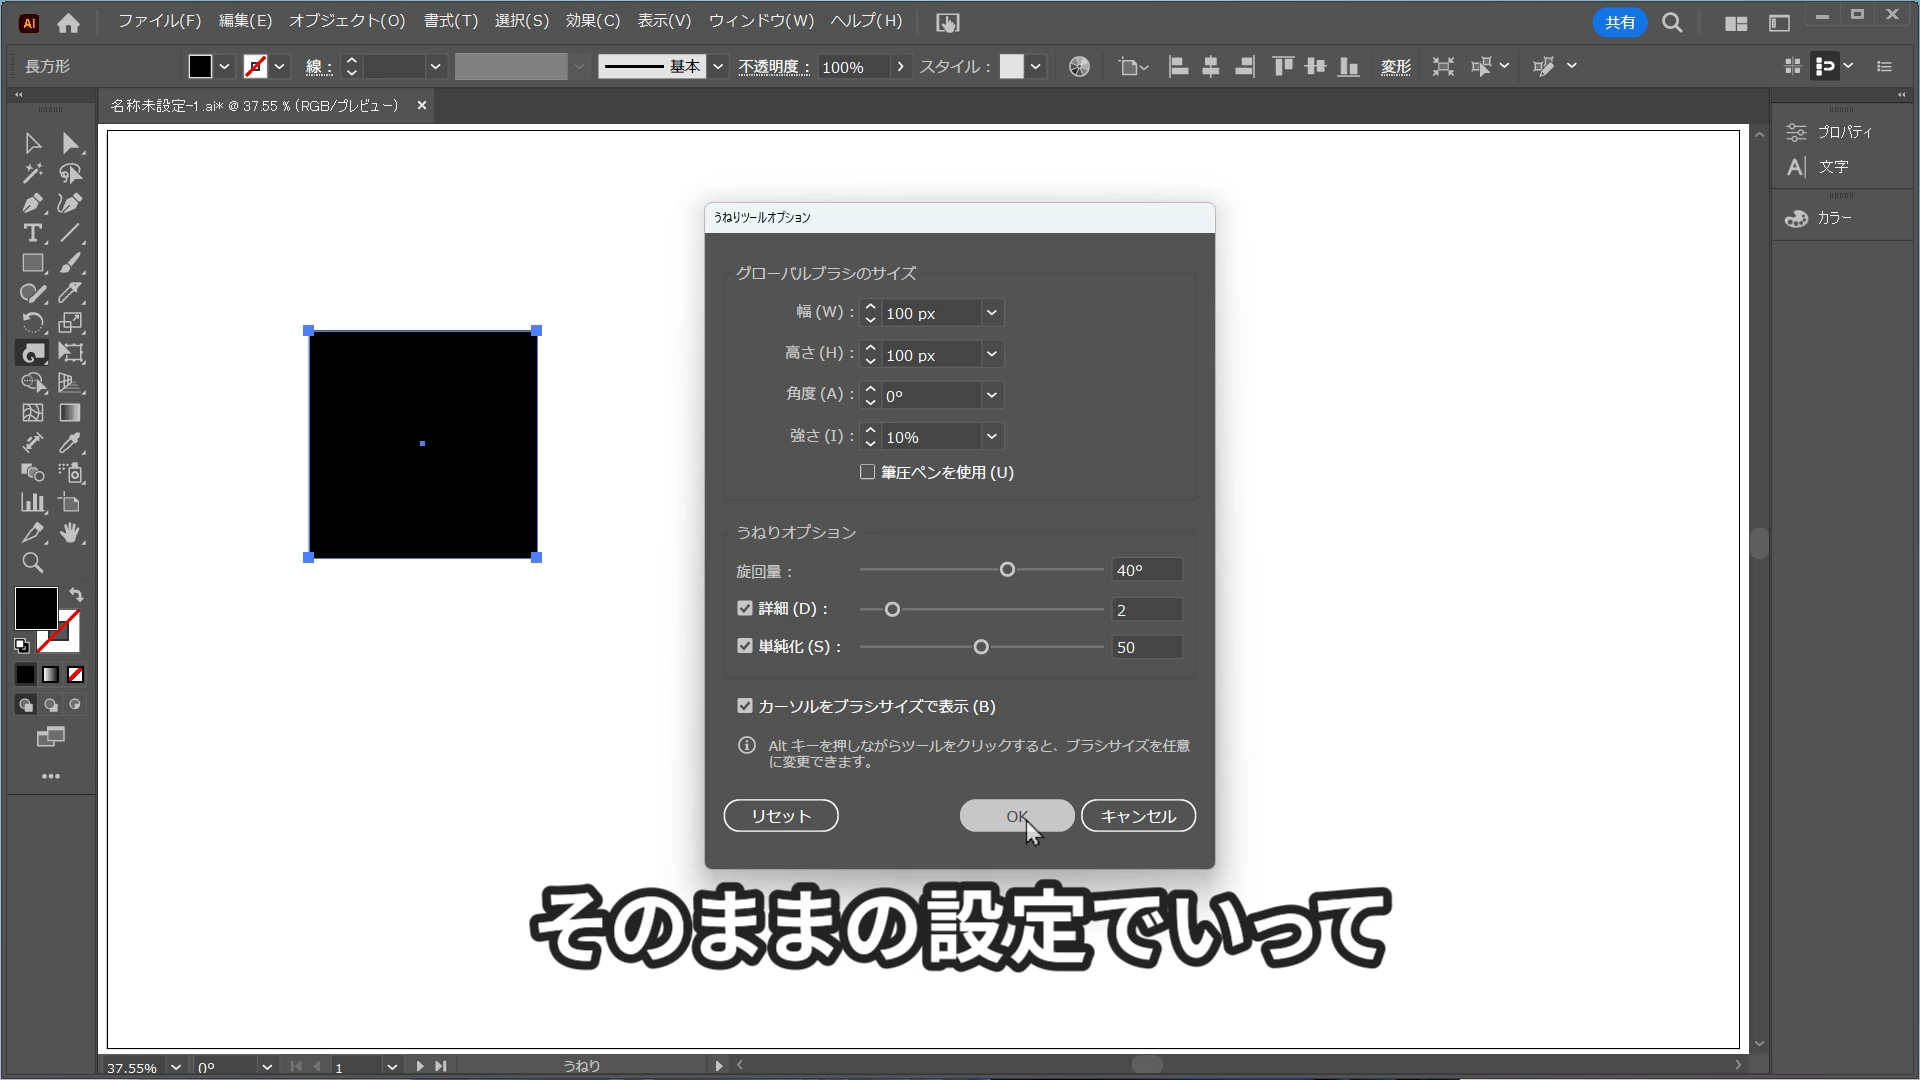 Ai ファイル(F) 編集(E) オブジェクト(O) 書式(T) 選択(S) 効果(C) 表示(V) ウィンドウ(W) ヘルプ(H) 共有
長方形 線： 基本 不透明度： 100% スタイル： 変形
名称未設定-1.ai* @ 37.55 % (RGB/プレビュー) ×
プロパティ
文字
カラー
うねりツールオプション
グローバルブラシのサイズ
幅 (W)： 100 px
高さ (H)： 100 px
角度 (A)： 0°
強さ (I)： 10%
筆圧ペンを使用 (U)
うねりオプション
旋回量： 40°
詳細 (D)： 2
単純化 (S)： 50
カーソルをブラシサイズで表示 (B)
Alt キーを押しながらツールをクリックすると、ブラシサイズを任意
に変更できます。
リセット OK キャンセル
そのままの設定でいって
37.55% 0° 1 うねり